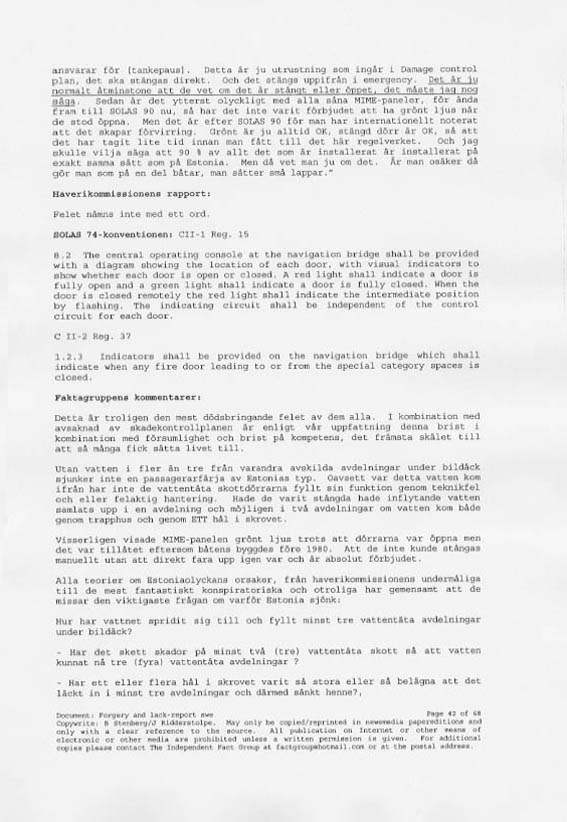 ansvarar för [tankepaus].  Detta är ju utrustning som ingår i Damage control
plan, det ska stängas direkt.  Och det stängs uppifrån i emergency.  Det är ju
normalt åtminstone att de vet om det är stängt eller öppet, det måste jag nog
säga.  Sedan är det ytterst olyckligt med alla såna MIME-paneler, för ända
fram till SOLAS 90 nu, så har det inte varit förbjudet att ha grönt ljus när
de stod öppna.  Men det är efter SOLAS 90 för man har internationellt noterat
att det skapar förvirring.  Grönt är ju alltid OK, stängd dörr är OK, så att
det har tagit lite tid innan man fått till det här regelverket.  Och jag
skulle vilja säga att 90 % av allt det som är installerat är installerat på
exakt samma sätt som på Estonia.  Men då vet man ju om det.  Är man osäker då
gör man som på en del båtar, man sätter små lappar."
Haverikommissionens rapport:
Felet nämns inte med ett ord.
SOLAS 74-konventionen: CII-1 Reg. 15
8.2  The central operating console at the navigation bridge shall be provided
with a diagram showing the location of each door, with visual indicators to
show whether each door is open or closed. A red light shall indicate a door is
fully open and a green light shall indicate a door is fully closed. When the
door is closed remotely the red light shall indicate the intermediate position
by flashing.  The indicating circuit shall be independent of the control
circuit for each door.
C II-2 Reg. 37
1.2.3  Indicators shall be provided on the navigation bridge which shall
indicate when any fire door leading to or from the special category spaces is
closed.
Faktagruppens kommentarer:
Detta är troligen den mest dödsbringande felet av dem alla.  I kombination med
avsaknad av skadekontrollplanen är enligt vår uppfattning denna brist i
kombination med försumlighet och brist på kompetens, det främsta skälet till
att så många fick sätta livet till.
Utan vatten i fler än tre från varandra avskilda avdelningar under bildäck
sjunker inte en passagerarfärja av Estonias typ.  Oavsett var detta vatten kom
ifrån har inte de vattentäta skottdörrarna fyllt sin funktion genom teknikfel
och eller felaktig hantering.  Hade de varit stängda hade inflytande vatten
samlats upp i en avdelning och möjligen i två avdelningar om vatten kom både
genom trapphus och genom ETT hål i skrovet.
Visserligen visade MIME-panelen grönt ljus trots att dörrarna var öppna men
det var tillåtet eftersom båtens byggdes före 1980.  Att de inte kunde stängas
manuellt utan att direkt fara upp igen var och är absolut förbjudet.
Alla teorier om Estoniaolyckans orsaker, från haverikommissionens undermåliga
till de mest fantastiskt konspiratoriska och otroliga har gemensamt att de
missar den viktigaste frågan om varför Estonia sjönk:
Hur har vattnet spridit sig till och fyllt minst tre vattentäta avdelningar
under bildäck?
- Har det skett skador på minst två (tre) vattentäta skott så att vatten
kunnat nå tre (fyra) vattentäta avdelningar ?
- Har ett eller flera hål i skrovet varit så stora eller så belägna att det
läckt in i minst tre avdelningar och därmed sänkt henne?,
Document: Forgery and lack-report swe  Page 42 of 68
Copywrite: B Stenberg/J Ridderstolpe.  May only be copied/reprinted in newsmedia papereditions and
only with a clear reference to the source.  All publication on Internet or other means of
electronic or other media are prohibited unless a written permission is given.  For additional
copies please contact The Independent Fact Group at factgroup@hotmail.com or at the postal address.